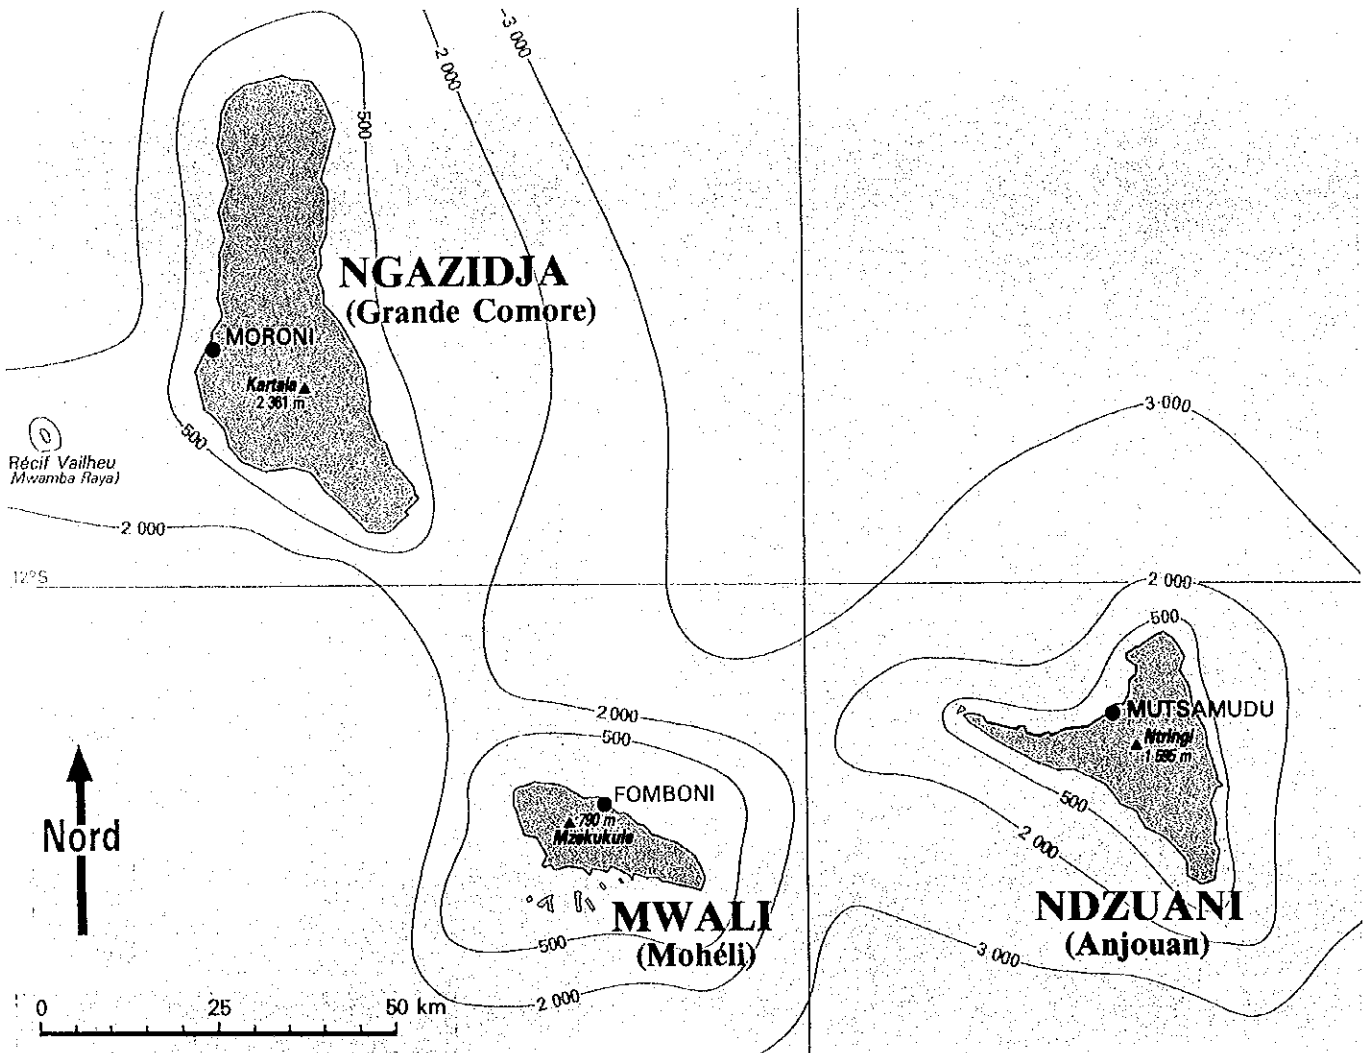 3 000
2 000
500
NGAZIDJA
(Grande Comore)
MORONI
Kartala
2 361 m
500
Récif Vailheu
Mwamba Raya)
2 000
3 000
12°S
2 000
500
2 000
500
MUTSAMUDU
Ntringi
1 595 m
FOMBONI
790 m
Mzekukule
500
2 000
Nord
MWALI
(Mohéli)
NDZUANI
(Anjouan)
500
3 000
2 000
0 25 50 km